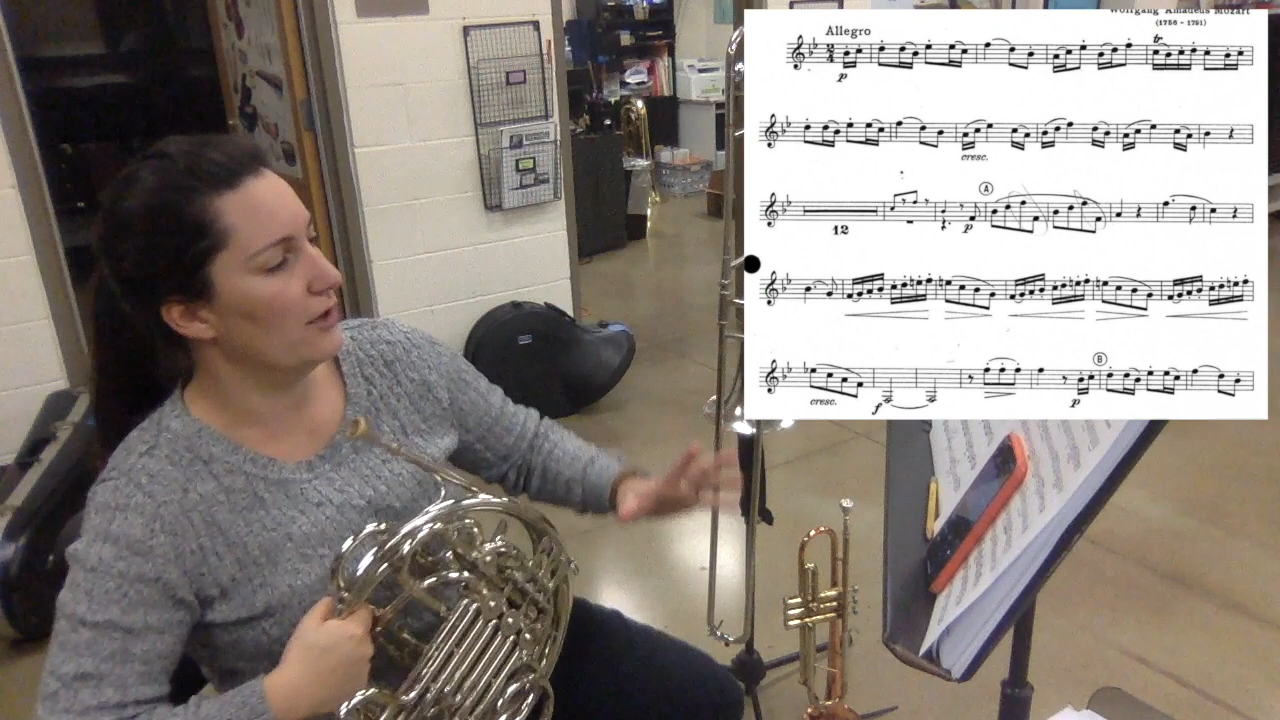 Wolfgang Amadeus Mozart
(1756 - 1791)
Allegro
tr
p
cresc.
A
12
p
B
cresc.
f
p